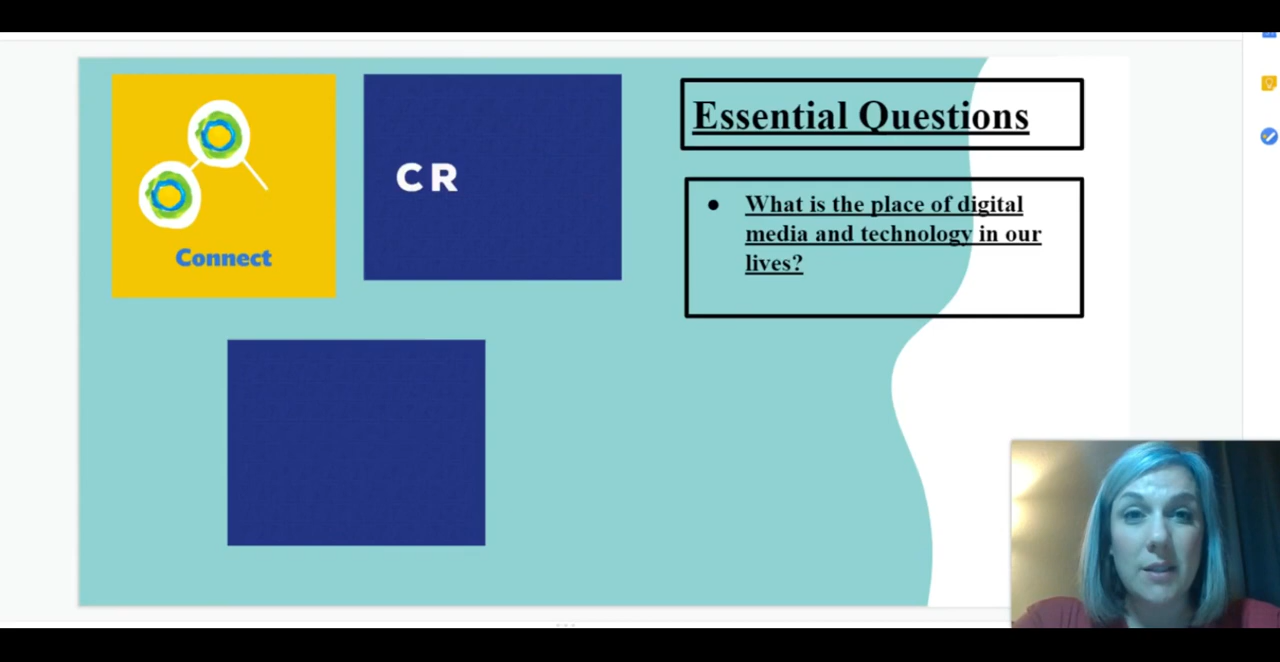 Connect
CR
Essential Questions
● What is the place of digital
media and technology in our
lives?